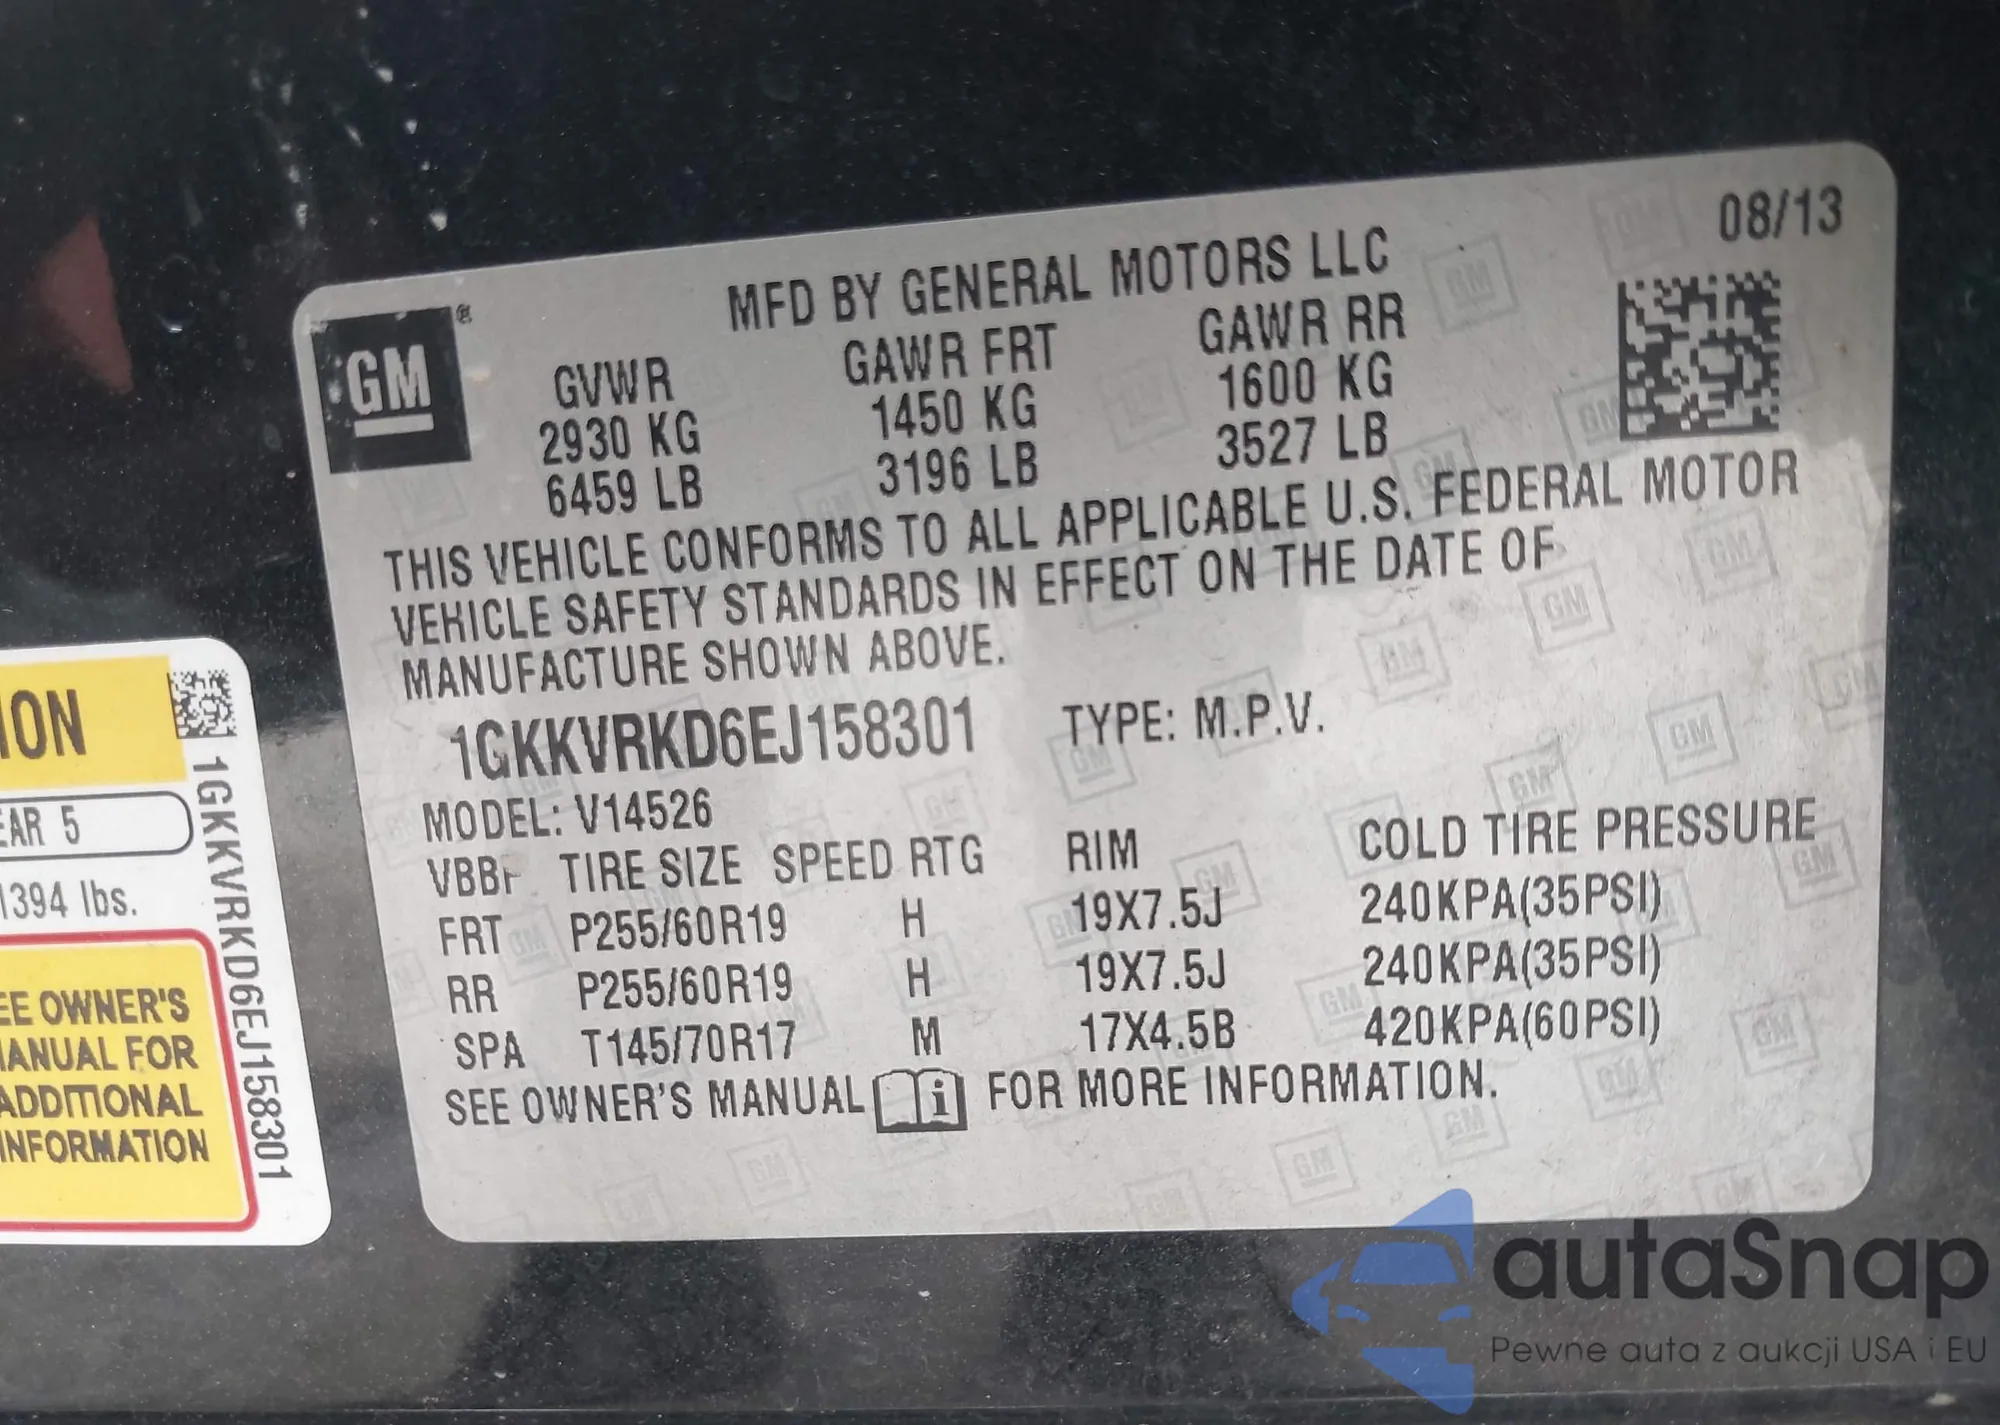 08/13
MFD BY GENERAL MOTORS LLC
GM®
GVWR GAWR FRT GAWR RR
2930 KG 1450 KG 1600 KG
6459 LB 3196 LB 3527 LB
THIS VEHICLE CONFORMS TO ALL APPLICABLE U.S. FEDERAL MOTOR
VEHICLE SAFETY STANDARDS IN EFFECT ON THE DATE OF
MANUFACTURE SHOWN ABOVE.
1GKKVRKD6EJ158301 TYPE: M.P.V.
MODEL: V14526
TIRE SIZE SPEED RTG RIM COLD TIRE PRESSURE
FRT P255/60R19 H 19X7.5J 240KPA(35PSI)
RR P255/60R19 H 19X7.5J 240KPA(35PSI)
SPA T145/70R17 M 17X4.5B 420KPA(60PSI)
SEE OWNER'S MANUAL i FOR MORE INFORMATION.
ION
EAR 5
1394 lbs.
EE OWNER'S
MANUAL FOR
ADDITIONAL
INFORMATION
1GKKVRKD6EJ158301
autaSnap
Pewne auta z aukcji USA i EU